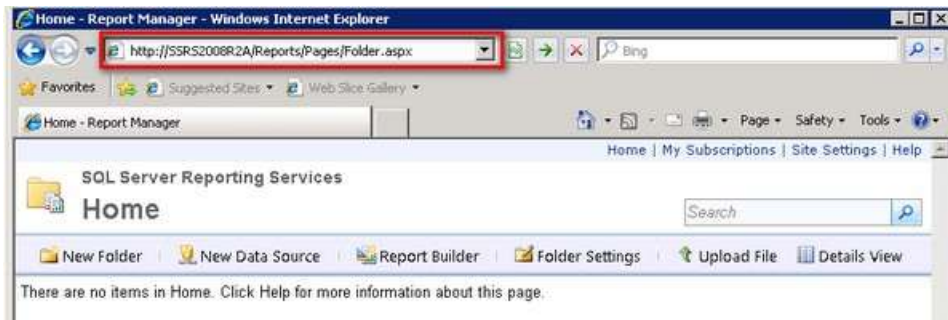 Home - Report Manager - Windows Internet Explorer
http://SSRS2008R2A/Reports/Pages/Folder.aspx
Bing
Favorites Suggested Sites Web Slice Gallery
Home - Report Manager Page Safety Tools
Home | My Subscriptions | Site Settings | Help
SQL Server Reporting Services
Home
Search
New Folder New Data Source Report Builder Folder Settings Upload File Details View
There are no items in Home. Click Help for more information about this page.